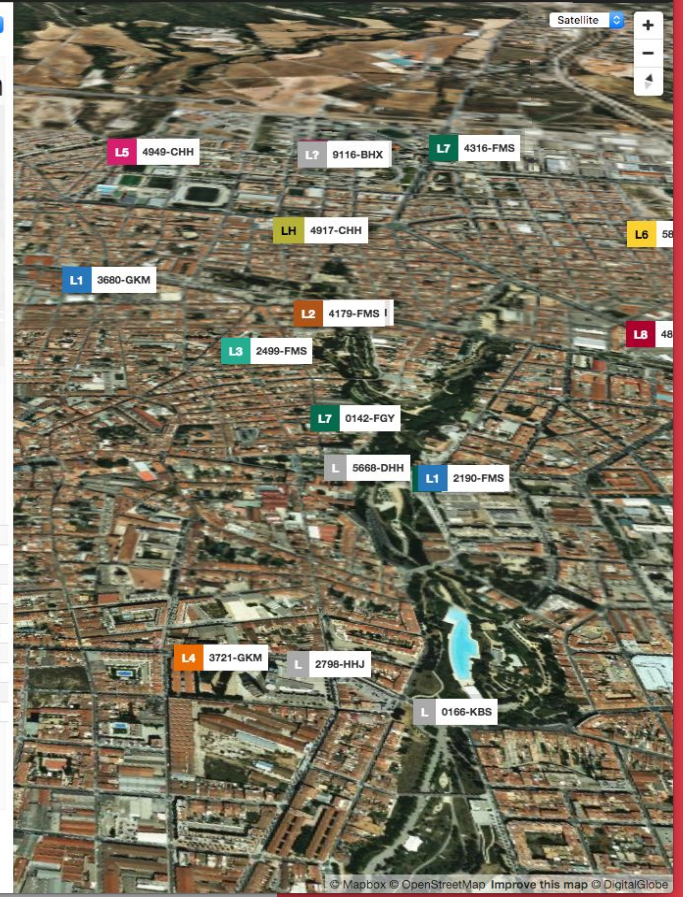 Satellite
L5 4949-CHH
L? 9116-BHX
L7 4316-FMS
LH 4917-CHH
L6 58
L1 3680-GKM
L2 4179-FMS
L8 48
L3 2499-FMS
L7 0142-FGY
L 5668-DHH
L1 2190-FMS
L4 3721-GKM
L 2798-HHJ
L 0166-KBS
© Mapbox © OpenStreetMap Improve this map © DigitalGlobe